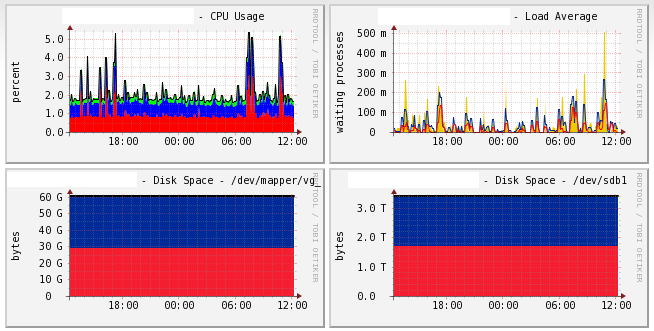 - CPU Usage
RRDTOOL / TOBI OETIKER
percent
5.0
4.0
3.0
2.0
1.0
0.0
18:00 00:00 06:00 12:00
- Load Average
RRDTOOL / TOBI OETIKER
waiting processes
500 m
400 m
300 m
200 m
100 m
0
18:00 00:00 06:00 12:00
- Disk Space - /dev/mapper/vg_
RRDTOOL / TOBI OETIKER
bytes
60 G
50 G
40 G
30 G
20 G
10 G
0
18:00 00:00 06:00 12:00
- Disk Space - /dev/sdb1
RRDTOOL / TOBI OETIKER
bytes
3.0 T
2.0 T
1.0 T
0.0
18:00 00:00 06:00 12:00